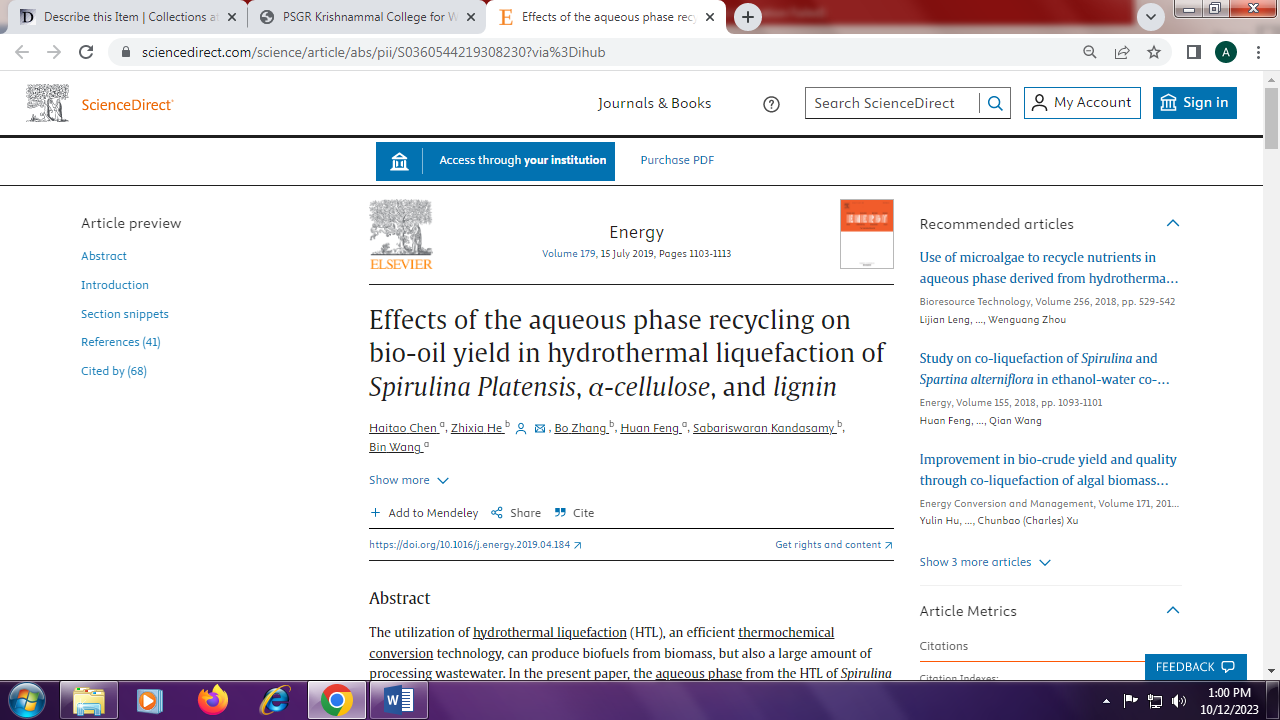 Describe this Item | Collections at
PSGR Krishnammal College for W
Effects of the aqueous phase recy
sciencedirect.com/science/article/abs/pii/S0360544219308230?via%3Dihub
A
ScienceDirect
Journals & Books
?
Search ScienceDirect
My Account
Sign in
Access through your institution
Purchase PDF
Article preview
Abstract
Introduction
Section snippets
References (41)
Cited by (68)
ELSEVIER
Energy
Volume 179, 15 July 2019, Pages 1103-1113
Effects of the aqueous phase recycling on
bio-oil yield in hydrothermal liquefaction of
Spirulina Platensis, α-cellulose, and lignin
Haitao Chen a, Zhixia He b, Bo Zhang b, Huan Feng a, Sabariswaran Kandasamy b,
Bin Wang a
Show more
Add to Mendeley
Share
Cite
https://doi.org/10.1016/j.energy.2019.04.184
Get rights and content
Abstract
The utilization of hydrothermal liquefaction (HTL), an efficient thermochemical
conversion technology, can produce biofuels from biomass, but also a large amount of
processing wastewater. In the present paper, the aqueous phase from the HTL of Spirulina
Recommended articles
Use of microalgae to recycle nutrients in
aqueous phase derived from hydrotherma…
Bioresource Technology, Volume 256, 2018, pp. 529-542
Lijian Leng, …, Wenguang Zhou
Study on co-liquefaction of Spirulina and
Spartina alterniflora in ethanol-water co-…
Energy, Volume 155, 2018, pp. 1093-1101
Huan Feng, …, Qian Wang
Improvement in bio-crude yield and quality
through co-liquefaction of algal biomass…
Energy Conversion and Management, Volume 171, 201…
Yulin Hu, …, Chunbao (Charles) Xu
Show 3 more articles
Article Metrics
Citations
Citation Indexes:
FEEDBACK
1:00 PM
10/12/2023